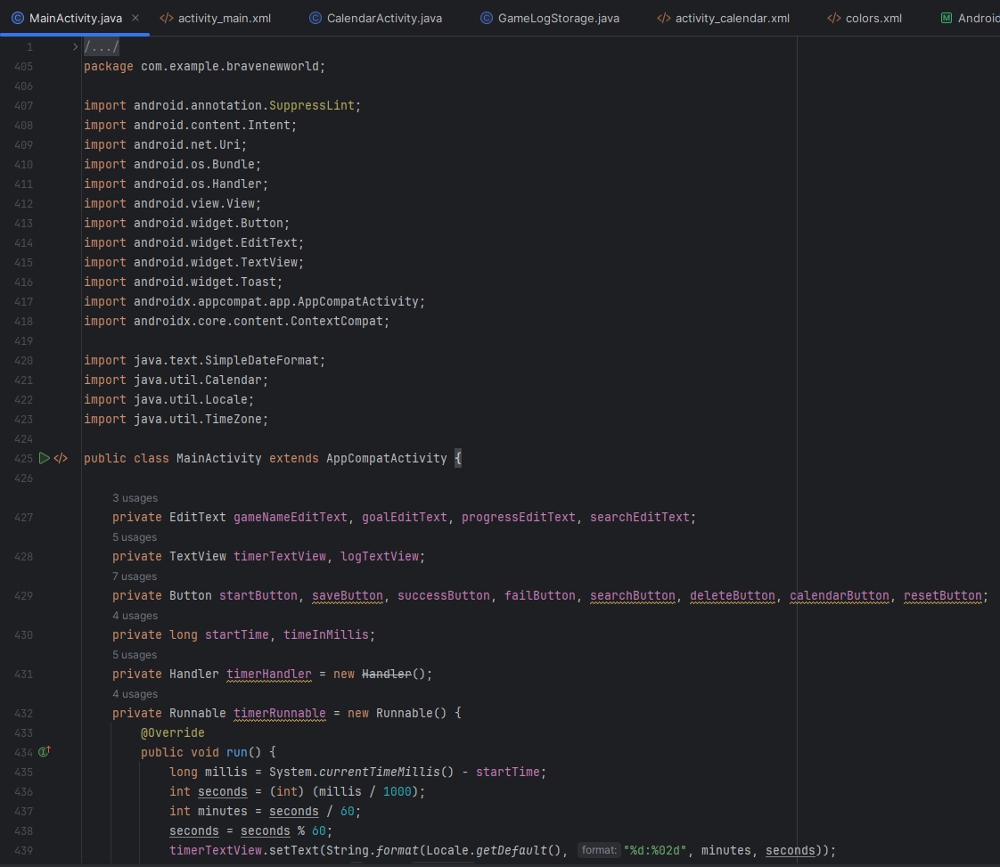 MainActivity.java × </> activity_main.xml CalendarActivity.java GameLogStorage.java </> activity_calendar.xml </> colors.xml Androi
1 /.../
405 package com.example.bravenewworld;
406
407 import android.annotation.SuppressLint;
408 import android.content.Intent;
409 import android.net.Uri;
410 import android.os.Bundle;
411 import android.os.Handler;
412 import android.view.View;
413 import android.widget.Button;
414 import android.widget.EditText;
415 import android.widget.TextView;
416 import android.widget.Toast;
417 import androidx.appcompat.app.AppCompatActivity;
418 import androidx.core.content.ContextCompat;
419
420 import java.text.SimpleDateFormat;
421 import java.util.Calendar;
422 import java.util.Locale;
423 import java.util.TimeZone;
424
425 </> public class MainActivity extends AppCompatActivity {
426
3 usages
427 private EditText gameNameEditText, goalEditText, progressEditText, searchEditText;
5 usages
428 private TextView timerTextView, logTextView;
7 usages
429 private Button startButton, saveButton, successButton, failButton, searchButton, deleteButton, calendarButton, resetButton;
4 usages
430 private long startTime, timeInMillis;
5 usages
431 private Handler timerHandler = new Handler();
4 usages
432 private Runnable timerRunnable = new Runnable() {
433 @Override
434 public void run() {
435 long millis = System.currentTimeMillis() - startTime;
436 int seconds = (int) (millis / 1000);
437 int minutes = seconds / 60;
438 seconds = seconds % 60;
439 timerTextView.setText(String.format(Locale.getDefault(), format: "%d:%02d", minutes, seconds));